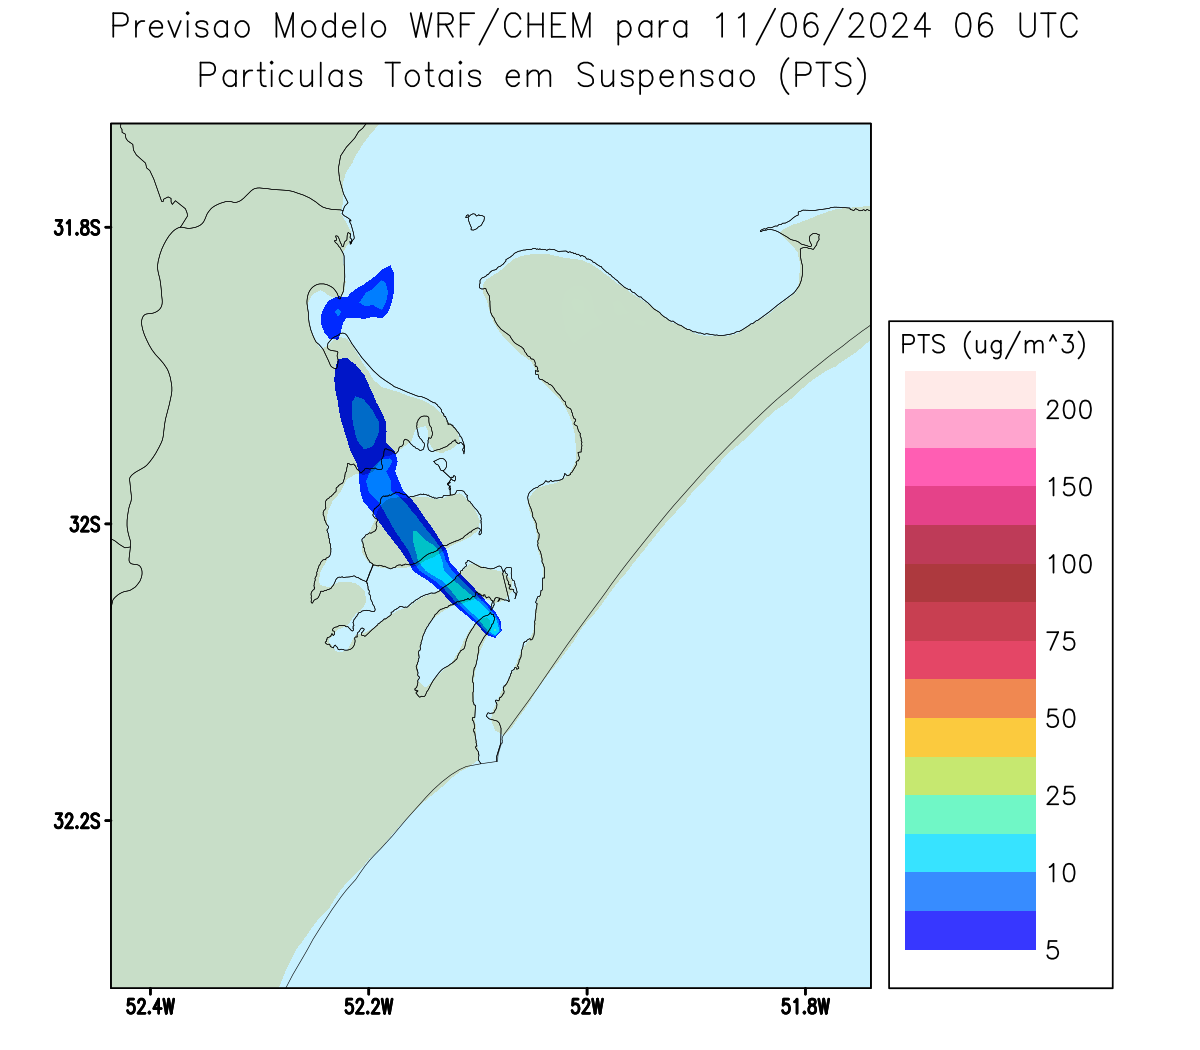 Previsao Modelo WRF/CHEM para 11/06/2024 06 UTC
Particulas Totais em Suspensao (PTS)
31.8S
32S
32.2S
52.4W
52.2W
52W
51.8W
PTS (ug/m^3)
200
150
100
75
50
25
10
5